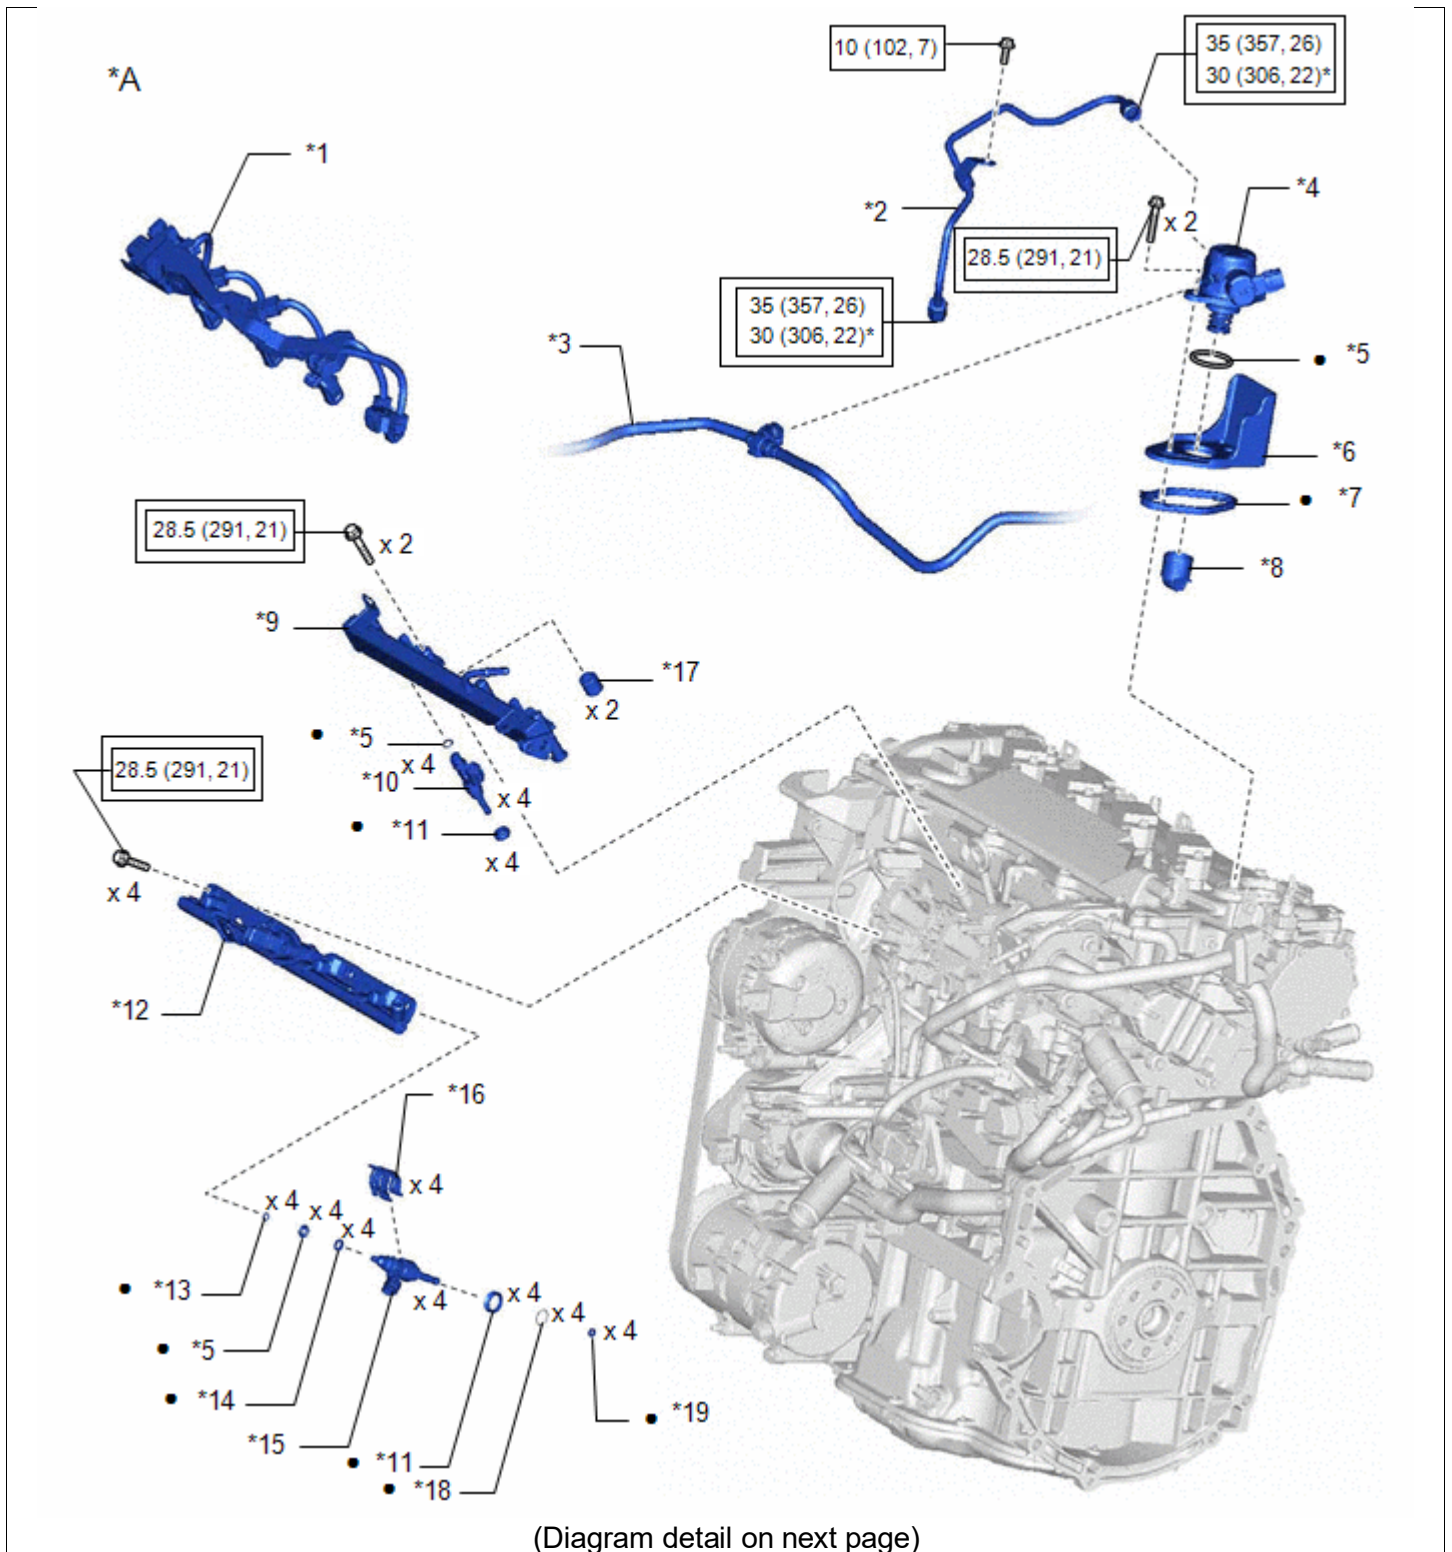 *A
10 (102, 7)
35 (357, 26)
30 (306, 22)*
*1
*4
*2
x 2
28.5 (291, 21)
35 (357, 26)
30 (306, 22)*
*3
● *5
*6
● *7
*8
28.5 (291, 21)
x 2
*9
*17
x 2
● *5
x 4
28.5 (291, 21)
*10
x 4
● *11
x 4
x 4
*12
*16
x 4
x 4
x 4
x 4
● *13
x 4
x 4
x 4
x 4
● *5
● *14
● *19
*15
● *11
● *18
(Diagram detail on next page)